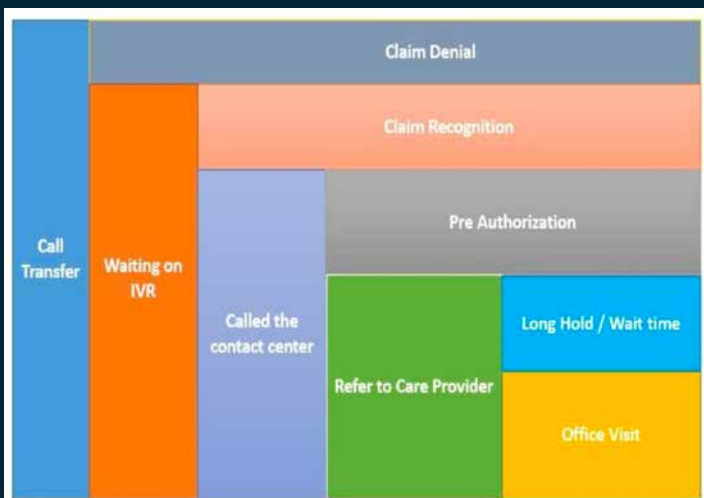 Claim Denial
Claim Recognition
Pre Authorization
Call
Transfer
Waiting on
IVR
Called the
contact center
Long Hold / Wait time
Refer to Care Provider
Office Visit